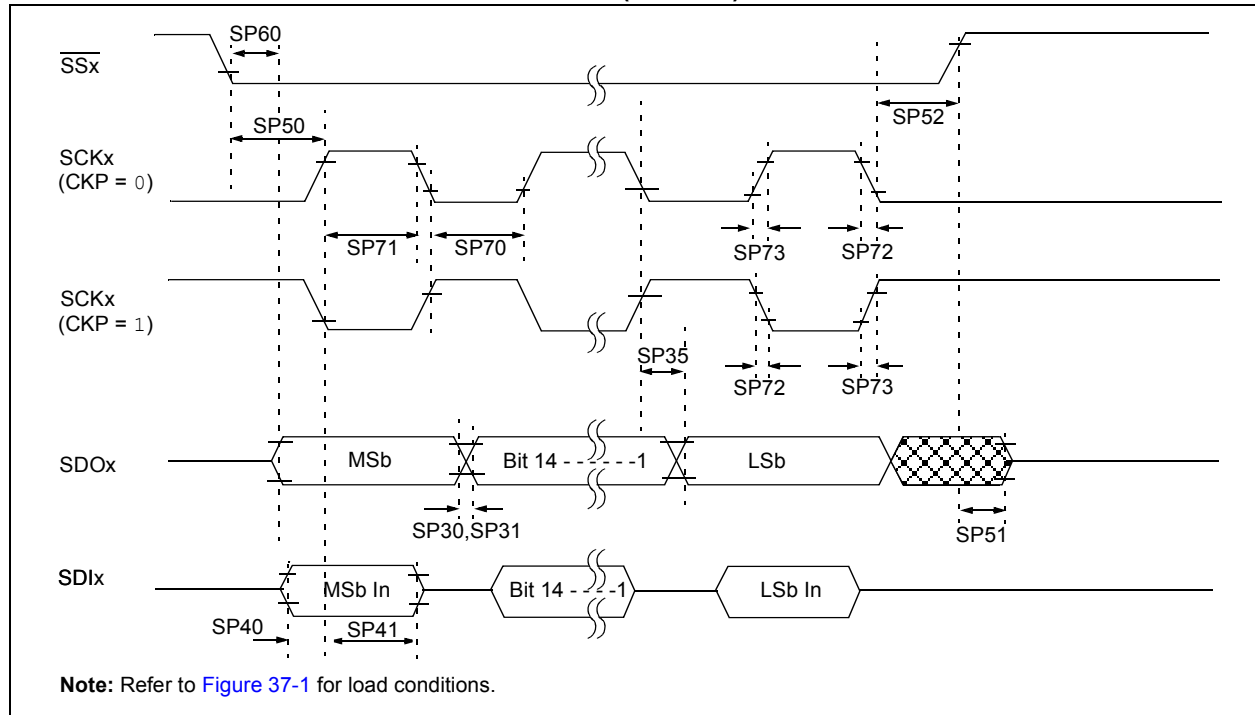 SP60
SSx
SP50
SP52
SCKx
(CKP = 0)
SP71
SP70
SP73
SP72
SCKx
(CKP = 1)
SP35
SP72
SP73
SDOx
MSb
Bit 14 - - - - - -1
LSb
SP30,SP31
SP51
SDIx
MSb In
Bit 14 - - - -1
LSb In
SP40
SP41
Note: Refer to Figure 37-1 for load conditions.